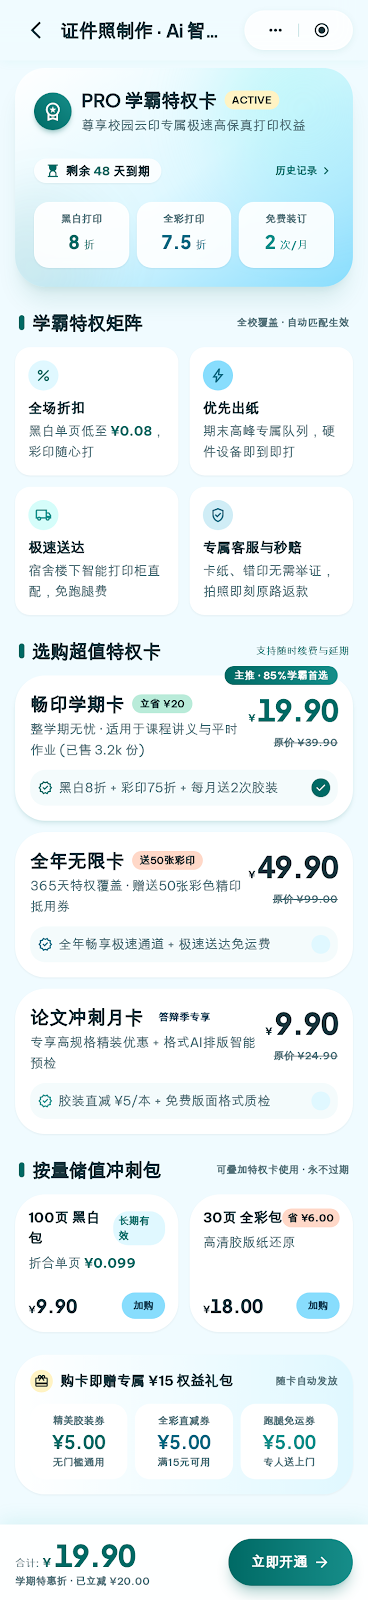 证件照制作 · Ai 智...
PRO 学霸特权卡 ACTIVE
尊享校园云印专属极速高保真打印权益
剩余 48 天到期
历史记录
黑白打印
8 折
全彩打印
7.5 折
免费装订
2 次/月
学霸特权矩阵
全校覆盖 · 自动匹配生效
全场折扣
黑白单页低至 ¥0.08，
彩印随心打
优先出纸
期末高峰专属队列，硬
件设备即到即打
极速送达
宿舍楼下智能打印柜直
配，免跑腿费
专属客服与秒赔
卡纸、错印无需举证，
拍照即刻原路返款
选购超值特权卡
支持随时续费与延期
主推 · 85%学霸首选
畅印学期卡 立省 ¥20
¥19.90
整学期无忧 · 适用于课程讲义与平时
作业 (已售 3.2k 份)
原价 ¥39.90
黑白8折 + 彩印75折 + 每月送2次胶装
全年无限卡 送50张彩印
¥49.90
365天特权覆盖 · 赠送50张彩色精印
抵用券
原价 ¥99.00
全年畅享极速通道 + 极速送达免运费
论文冲刺月卡 答辩季专享
¥9.90
专享高规格精装优惠 + 格式AI排版智能
预检
原价 ¥24.90
胶装直减 ¥5/本 + 免费版面格式质检
按量储值冲刺包
可叠加特权卡使用 · 永不过期
100页 黑白
包
长期有
效
折合单页 ¥0.099
¥9.90
加购
30页 全彩包
省 ¥6.00
高清胶版纸还原
¥18.00
加购
购卡即赠专属 ¥15 权益礼包
随卡自动发放
精美胶装券
¥5.00
无门槛通用
全彩直减券
¥5.00
满15元可用
跑腿免运券
¥5.00
专人送上门
合计: ¥ 19.90
学期特惠折 · 已立减 ¥20.00
立即开通